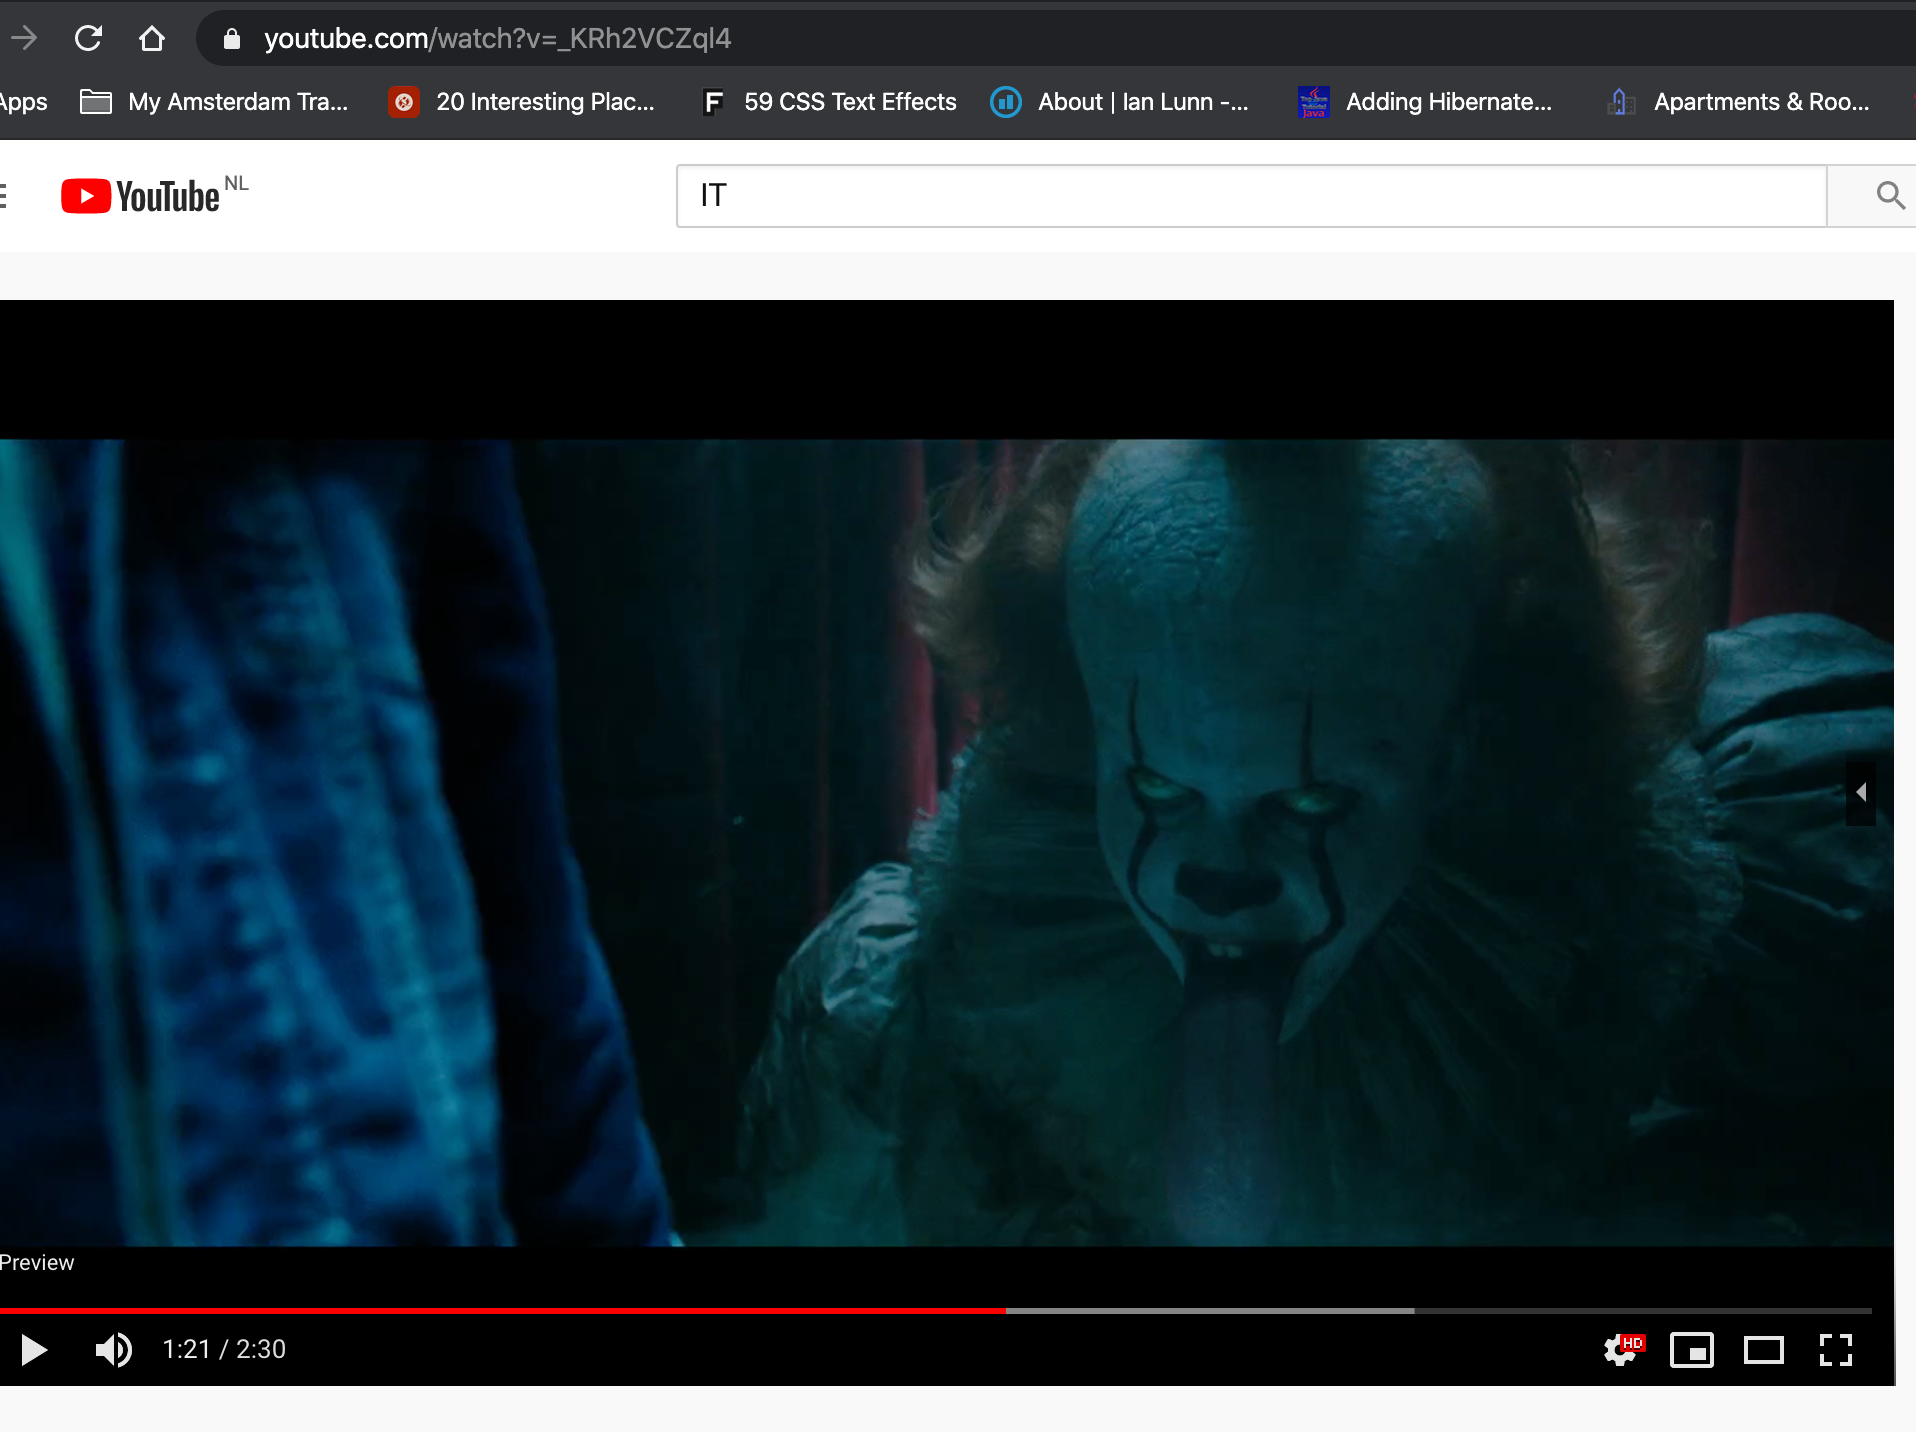 youtube.com/watch?v=_KRh2VCZql4
Apps My Amsterdam Tra... 20 Interesting Plac... F 59 CSS Text Effects About | Ian Lunn -... Adding Hibernate... Apartments & Roo...
YouTube NL IT
Preview
1:21 / 2:30 HD